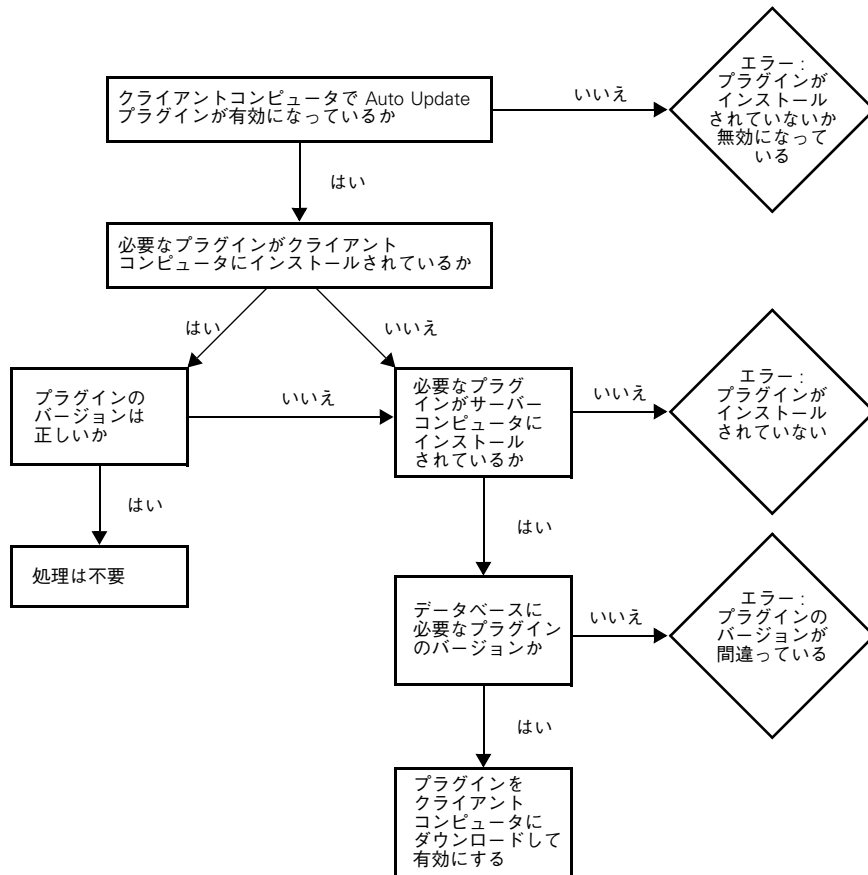 クライアントコンピュータで Auto Update
プラグインが有効になっているか
いいえ
エラー :
プラグインが
インストール
されていないか
無効になって
いる
はい
必要なプラグインがクライアント
コンピュータにインストールされているか
はい
いいえ
プラグインの
バージョンは
正しいか
いいえ
必要なプラグ
インがサーバー
コンピュータに
インストール
されているか
いいえ
エラー :
プラグインが
インストール
されていない
はい
はい
処理は不要
データベースに
必要なプラグイン
のバージョンか
いいえ
エラー :
プラグインの
バージョンが
間違っている
はい
プラグインを
クライアント
コンピュータに
ダウンロードして
有効にする